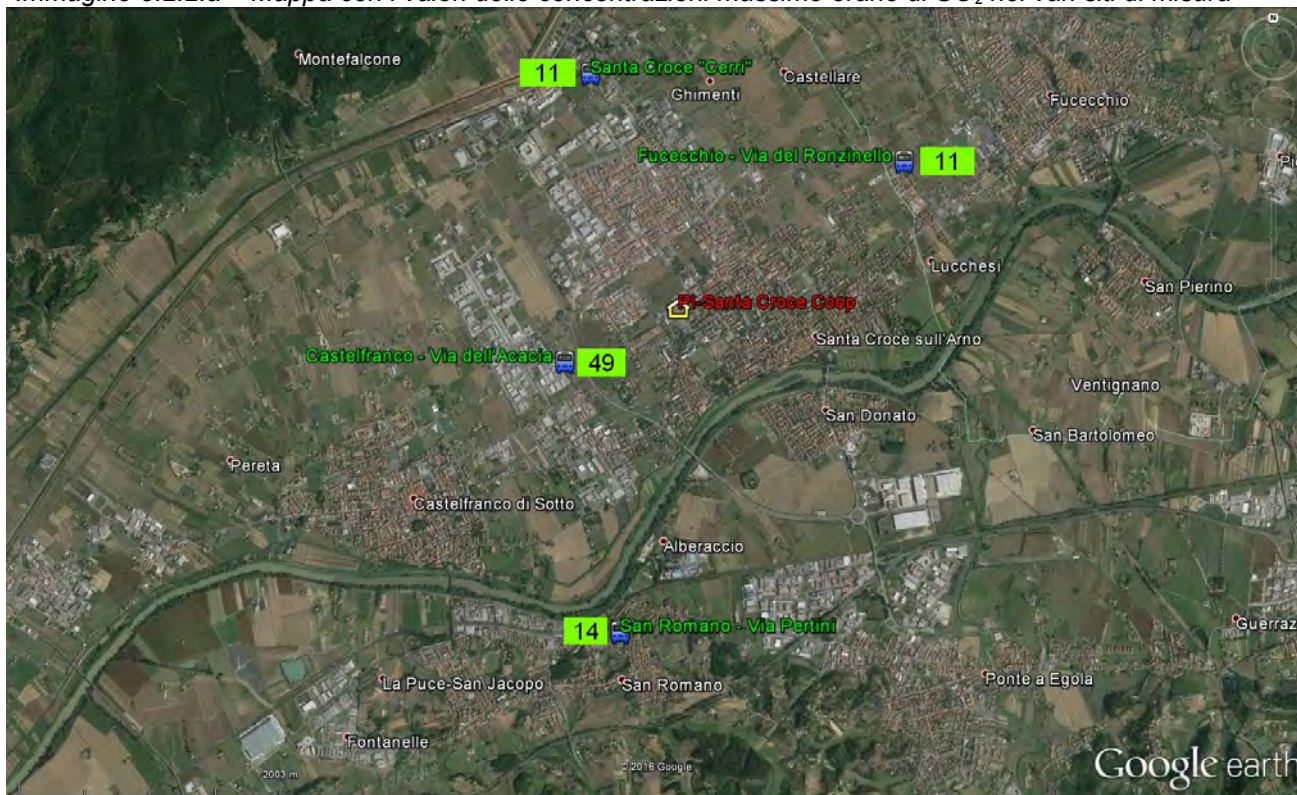 Montefalcone
11
Santa Croce "Cerri"
Castellare
Ghimenti
Fucecchio
Fucecchio - Via del Ronzinello
11
Lucchesi
San Pierino
PI-Santa Croce Coop
Santa Croce sull'Arno
Castelfranco - Via dell'Acacia
49
Ventignano
San Donato
San Bartolomeo
Pereta
Castelfranco di Sotto
Alberaccio
14
San Romano - Via Pertini
Guerraz
La Puce-San Jacopo
San Romano
Ponte a Egola
Fontanelle
2003 m
© 2016 Google
Google earth